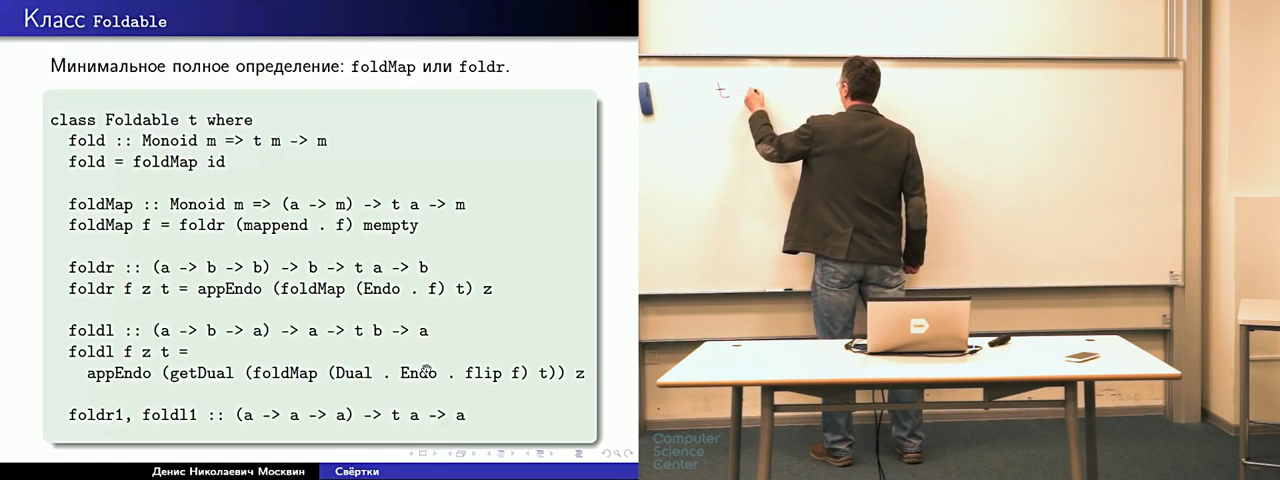 Класс Foldable
Минимальное полное определение: foldMap или foldr.
class Foldable t where
fold :: Monoid m => t m -> m
fold = foldMap id
foldMap :: Monoid m => (a -> m) -> t a -> m
foldMap f = foldr (mappend . f) mempty
foldr :: (a -> b -> b) -> b -> t a -> b
foldr f z t = appEndo (foldMap (Endo . f) t) z
foldl :: (a -> b -> a) -> a -> t b -> a
foldl f z t =
appEndo (getDual (foldMap (Dual . Endo . flip f) t)) z
foldr1, foldl1 :: (a -> a -> a) -> t a -> a
Денис Николаевич Москвин
Свёртки
t
Computer
Science
Center